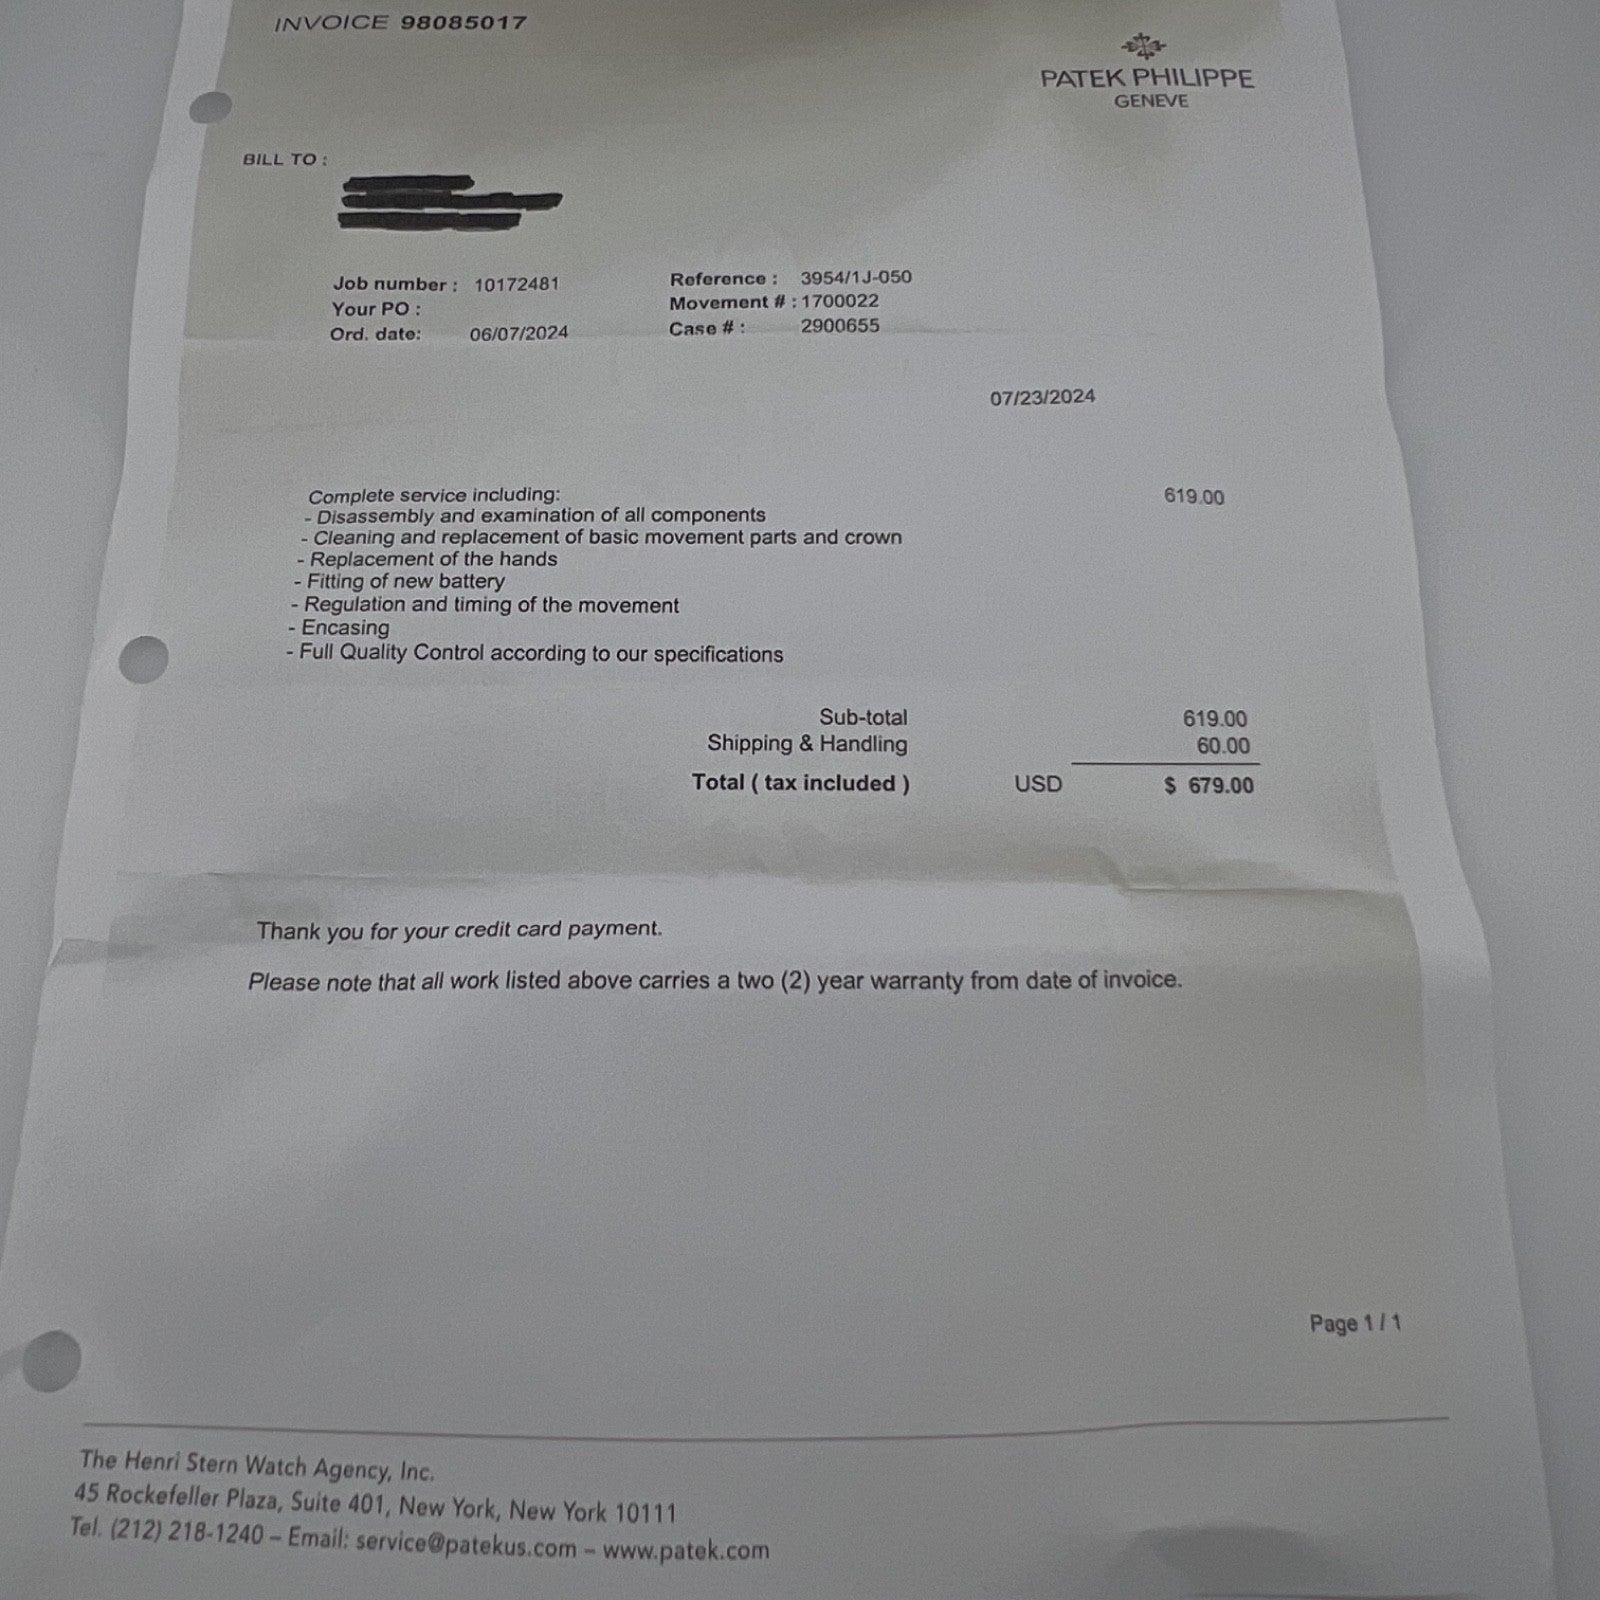 INVOICE 98085017
PATEK PHILIPPE
GENEVE
BILL TO :
Job number : 10172481
Your PO :
Ord. date: 06/07/2024
Reference : 3954/1J-050
Movement # : 1700022
Case # : 2900655
07/23/2024
Complete service including: 619.00
- Disassembly and examination of all components
- Cleaning and replacement of basic movement parts and crown
- Replacement of the hands
- Fitting of new battery
- Regulation and timing of the movement
- Encasing
- Full Quality Control according to our specifications
Sub-total 619.00
Shipping & Handling 60.00
Total ( tax included ) USD $ 679.00
Thank you for your credit card payment.
Please note that all work listed above carries a two (2) year warranty from date of invoice.
Page 1 / 1
The Henri Stern Watch Agency, Inc.
45 Rockefeller Plaza, Suite 401, New York, New York 10111
Tel. (212) 218-1240 – Email: service@patekus.com – www.patek.com